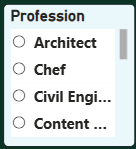 Profession
Architect
Chef
Civil Engi...
Content ...